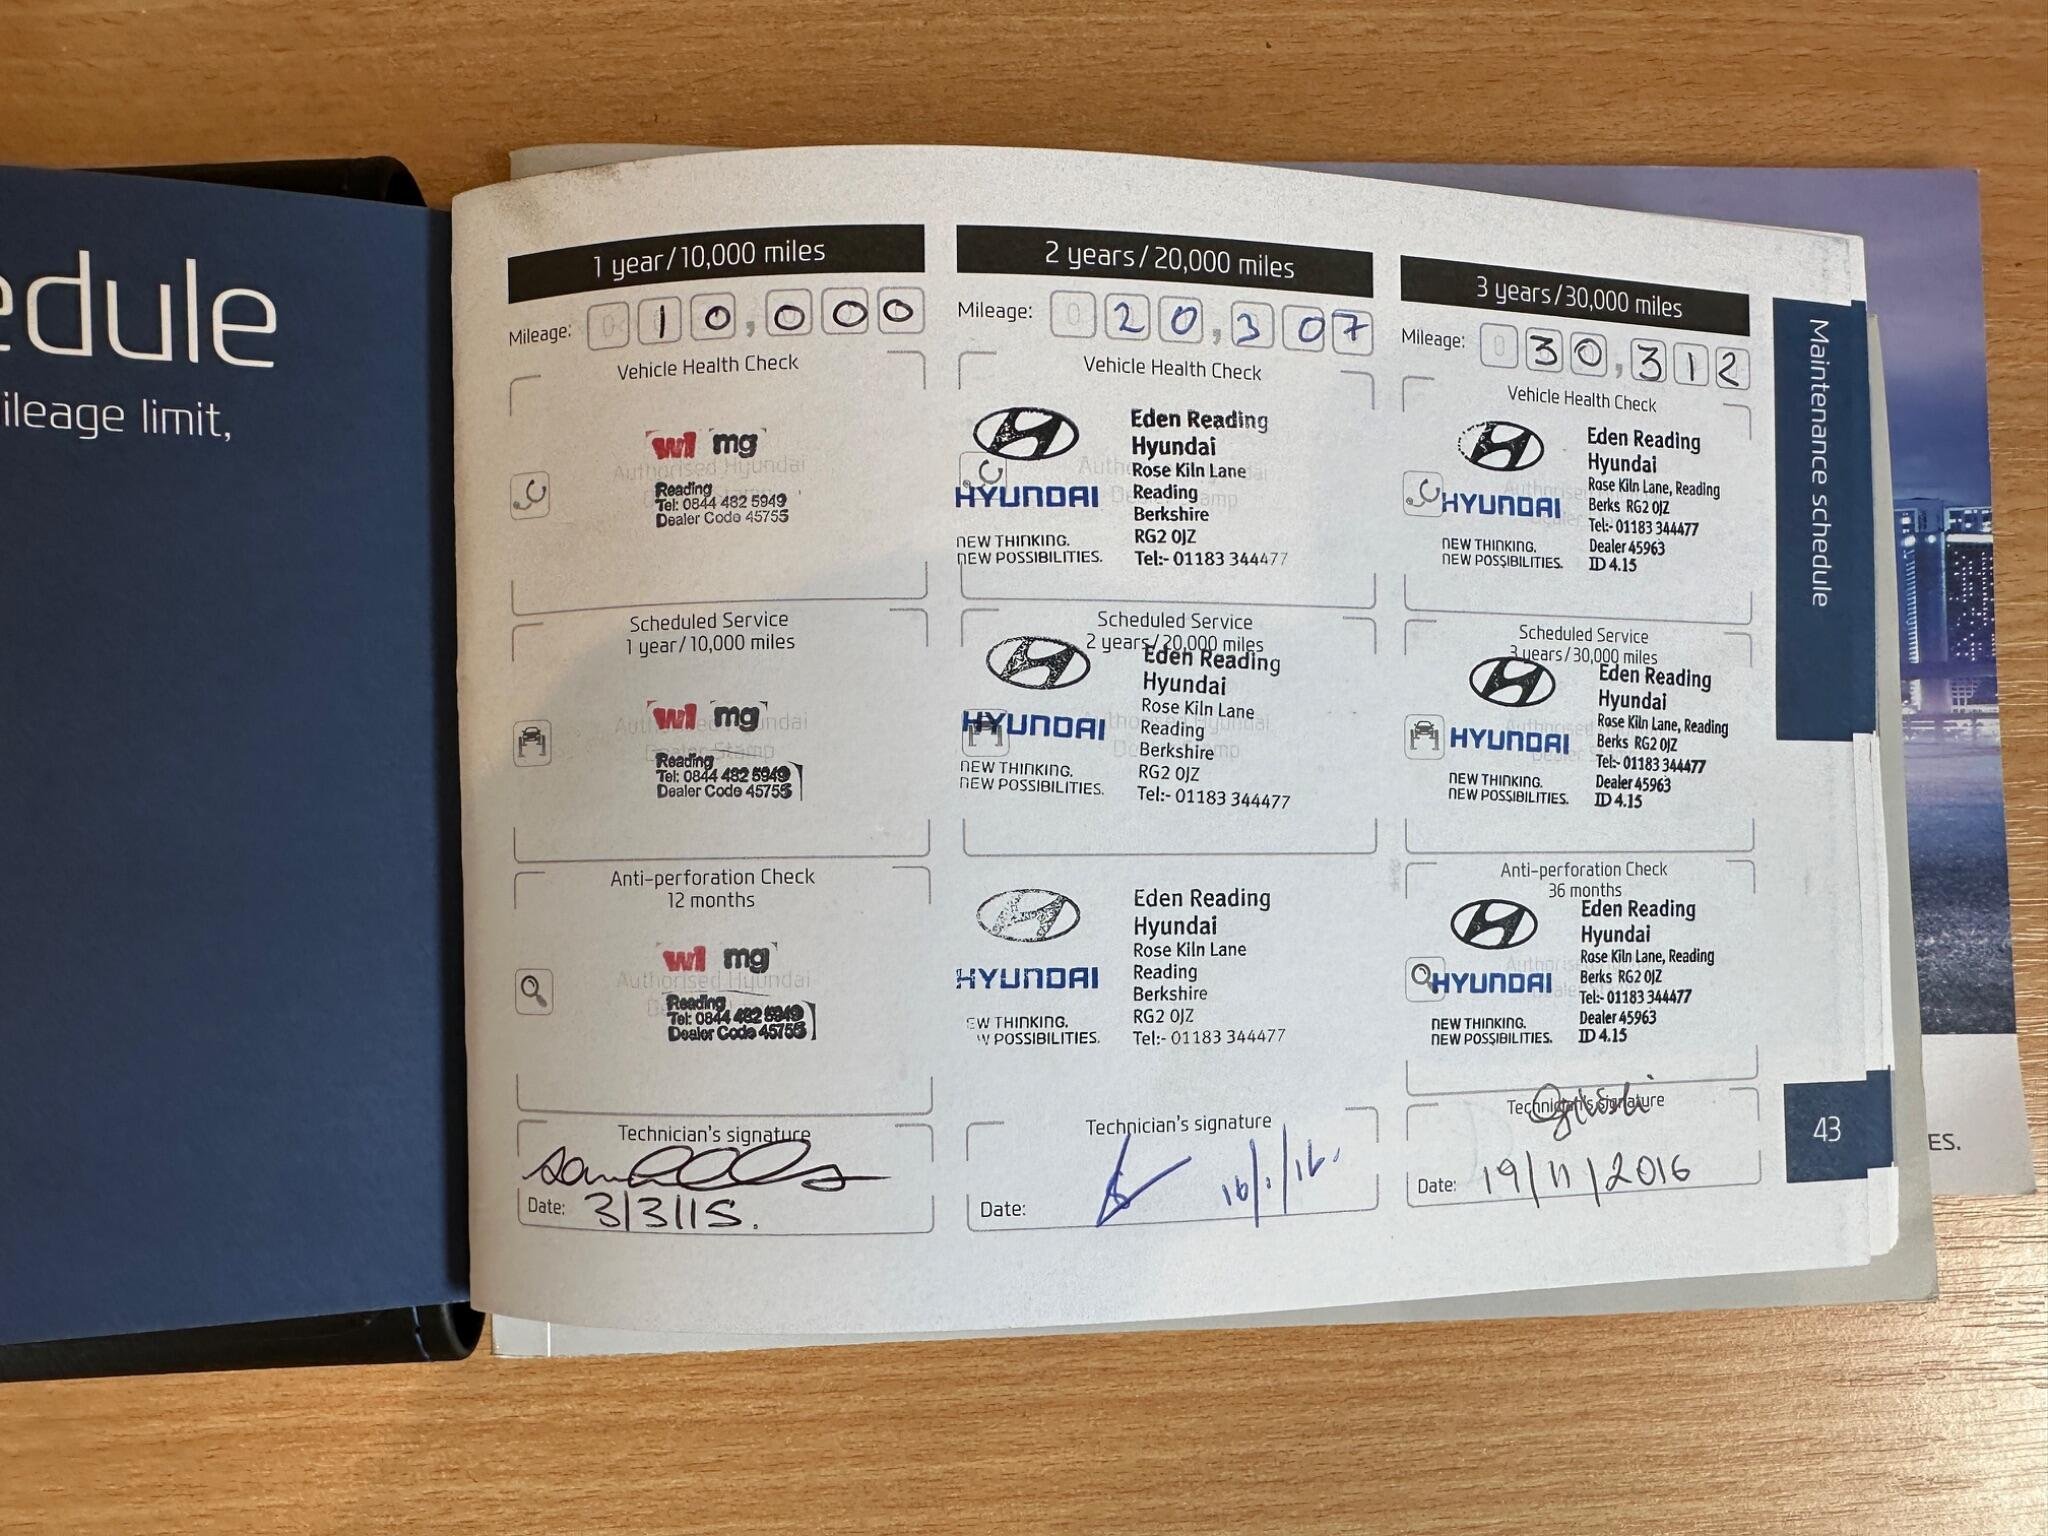 edule
ileage limit,
1 year/10,000 miles
Mileage: 10,000
Vehicle Health Check
wl mg
Authorised Hyundai
Reading
Tel: 0844 482 5949
Dealer Code 45755
Scheduled Service
1 year/10,000 miles
wl mg
Authorised Hyundai
Dealer Stamp
Reading
Tel: 0844 482 5949
Dealer Code 45755
Anti-perforation Check
12 months
wl mg
Authorised Hyundai
Reading
Tel: 0844 482 5949
Dealer Code 45755
Technician's signature
Date: 3/3/15.
2 years/20,000 miles
Mileage: 020,307
Vehicle Health Check
Eden Reading
Hyundai
Rose Kiln Lane
HYUNDAI
Reading
Berkshire
RG2 0JZ
NEW THINKING.
NEW POSSIBILITIES.
Tel:- 01183 344477
Scheduled Service
2 years/20,000 miles
Eden Reading
Hyundai
Rose Kiln Lane
HYUNDAI
Reading
Berkshire
RG2 0JZ
NEW THINKING.
NEW POSSIBILITIES.
Tel:- 01183 344477
Eden Reading
Hyundai
Rose Kiln Lane
HYUNDAI
Reading
Berkshire
RG2 0JZ
EW THINKING.
W POSSIBILITIES.
Tel:- 01183 344477
Technician's signature
Date:
3 years/30,000 miles
Mileage: 030,312
Vehicle Health Check
Eden Reading
Hyundai
Rose Kiln Lane, Reading
HYUNDAI
Berks RG2 0JZ
Tel:- 01183 344477
NEW THINKING.
NEW POSSIBILITIES.
Dealer 45963
ID 4.15
Scheduled Service
3 years/30,000 miles
Eden Reading
Hyundai
Rose Kiln Lane, Reading
HYUNDAI
Berks RG2 0JZ
Tel:- 01183 344477
NEW THINKING.
NEW POSSIBILITIES.
Dealer 45963
ID 4.15
Anti-perforation Check
36 months
Eden Reading
Hyundai
Rose Kiln Lane, Reading
HYUNDAI
Berks RG2 0JZ
Tel:- 01183 344477
NEW THINKING.
NEW POSSIBILITIES.
Dealer 45963
ID 4.15
Technician's signature
Date: 19/11/2016
Maintenance schedule
43
ES.